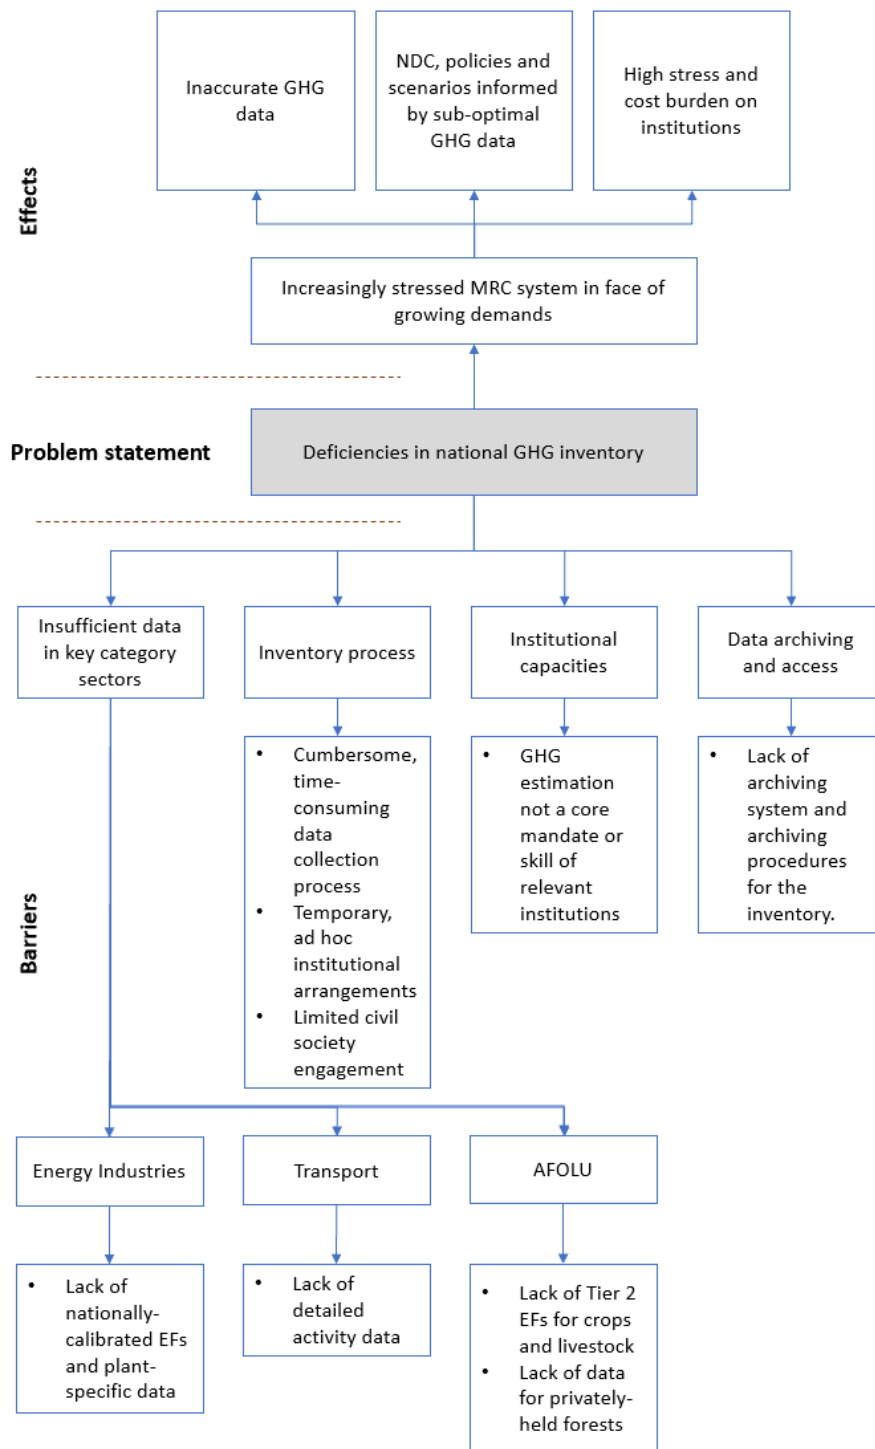 Inaccurate GHG
data
NDC, policies and
scenarios informed
by sub-optimal
GHG data
High stress and
cost burden on
institutions
Effects
Increasingly stressed MRC system in face of
growing demands
Problem statement
Deficiencies in national GHG inventory
Insufficient data
in key category
sectors
Inventory process
Institutional
capacities
Data archiving
and access
Barriers
• Cumbersome,
time-
consuming
data
collection
process
• Temporary,
ad hoc
institutional
arrangements
• Limited civil
society
engagement
• GHG
estimation
not a core
mandate or
skill of
relevant
institutions
• Lack of
archiving
system and
archiving
procedures
for the
inventory.
Energy Industries
Transport
AFOLU
• Lack of
nationally-
calibrated EFs
and plant-
specific data
• Lack of
detailed
activity data
• Lack of Tier 2
EFs for crops
and livestock
• Lack of data
for privately-
held forests